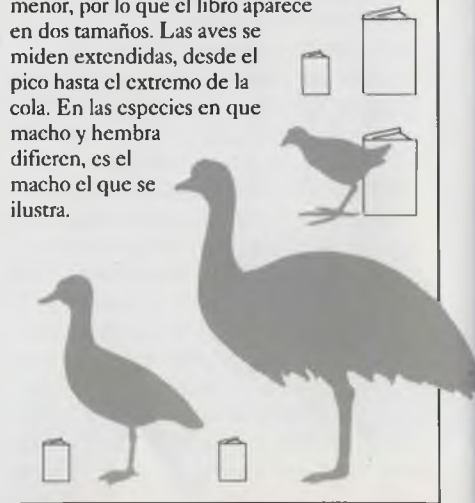 menor, por lo que el libro aparece
en dos tamaños. Las aves se
miden extendidas, desde el
pico hasta el extremo de la
cola. En las especies en que
macho y hembra
difieren, es el
macho el que se
ilustra.